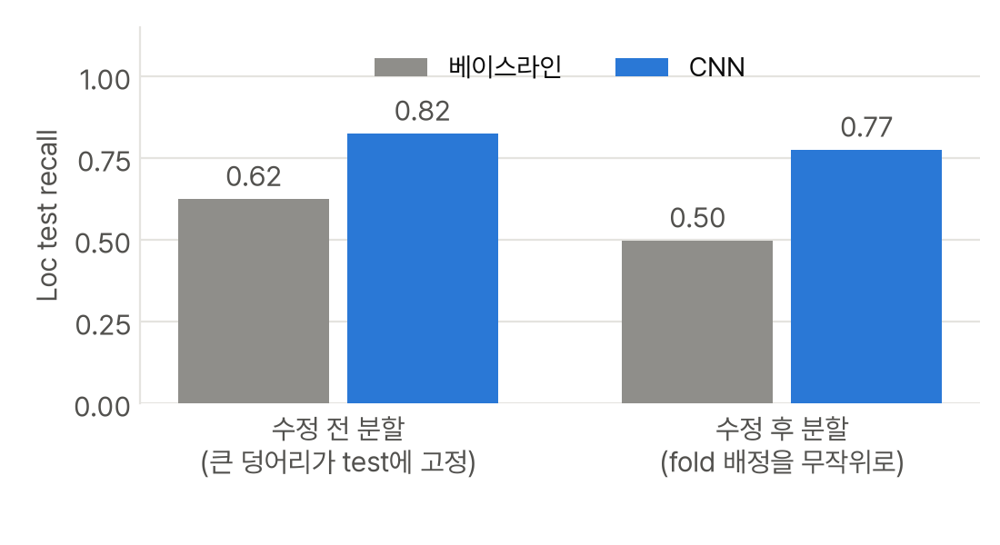 베이스라인 CNN
Loc test recall
1.00
0.75
0.50
0.25
0.00
0.62
0.82
0.50
0.77
수정 전 분할
(큰 덩어리가 test에 고정)
수정 후 분할
(fold 배정을 무작위로)